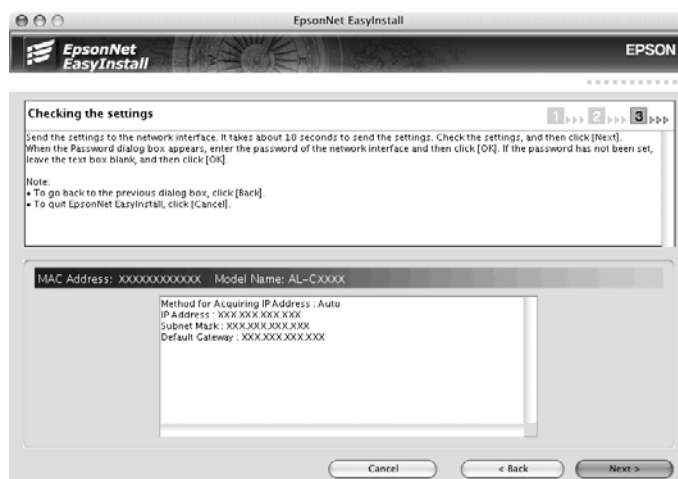 EpsonNet EasyInstall
EpsonNet
EasyInstall
EPSON
Checking the settings
1 2 3
Send the settings to the network interface. It takes about 10 seconds to send the settings. Check the settings, and then click [Next].
When the Password dialog box appears, enter the password of the network interface and then click [OK]. If the password has not been set,
leave the text box blank, and then click [OK].
Note:
• To go back to the previous dialog box, click [Back].
• To quit EpsonNet EasyInstall, click [Cancel].
MAC Address: XXXXXXXXXXXX Model Name: AL-CXXXX
Method for Acquiring IP Address : Auto
IP Address : XXX.XXX.XXX.XXX
Subnet Mask : XXX.XXX.XXX.XXX
Default Gateway : XXX.XXX.XXX.XXX
Cancel < Back Next >